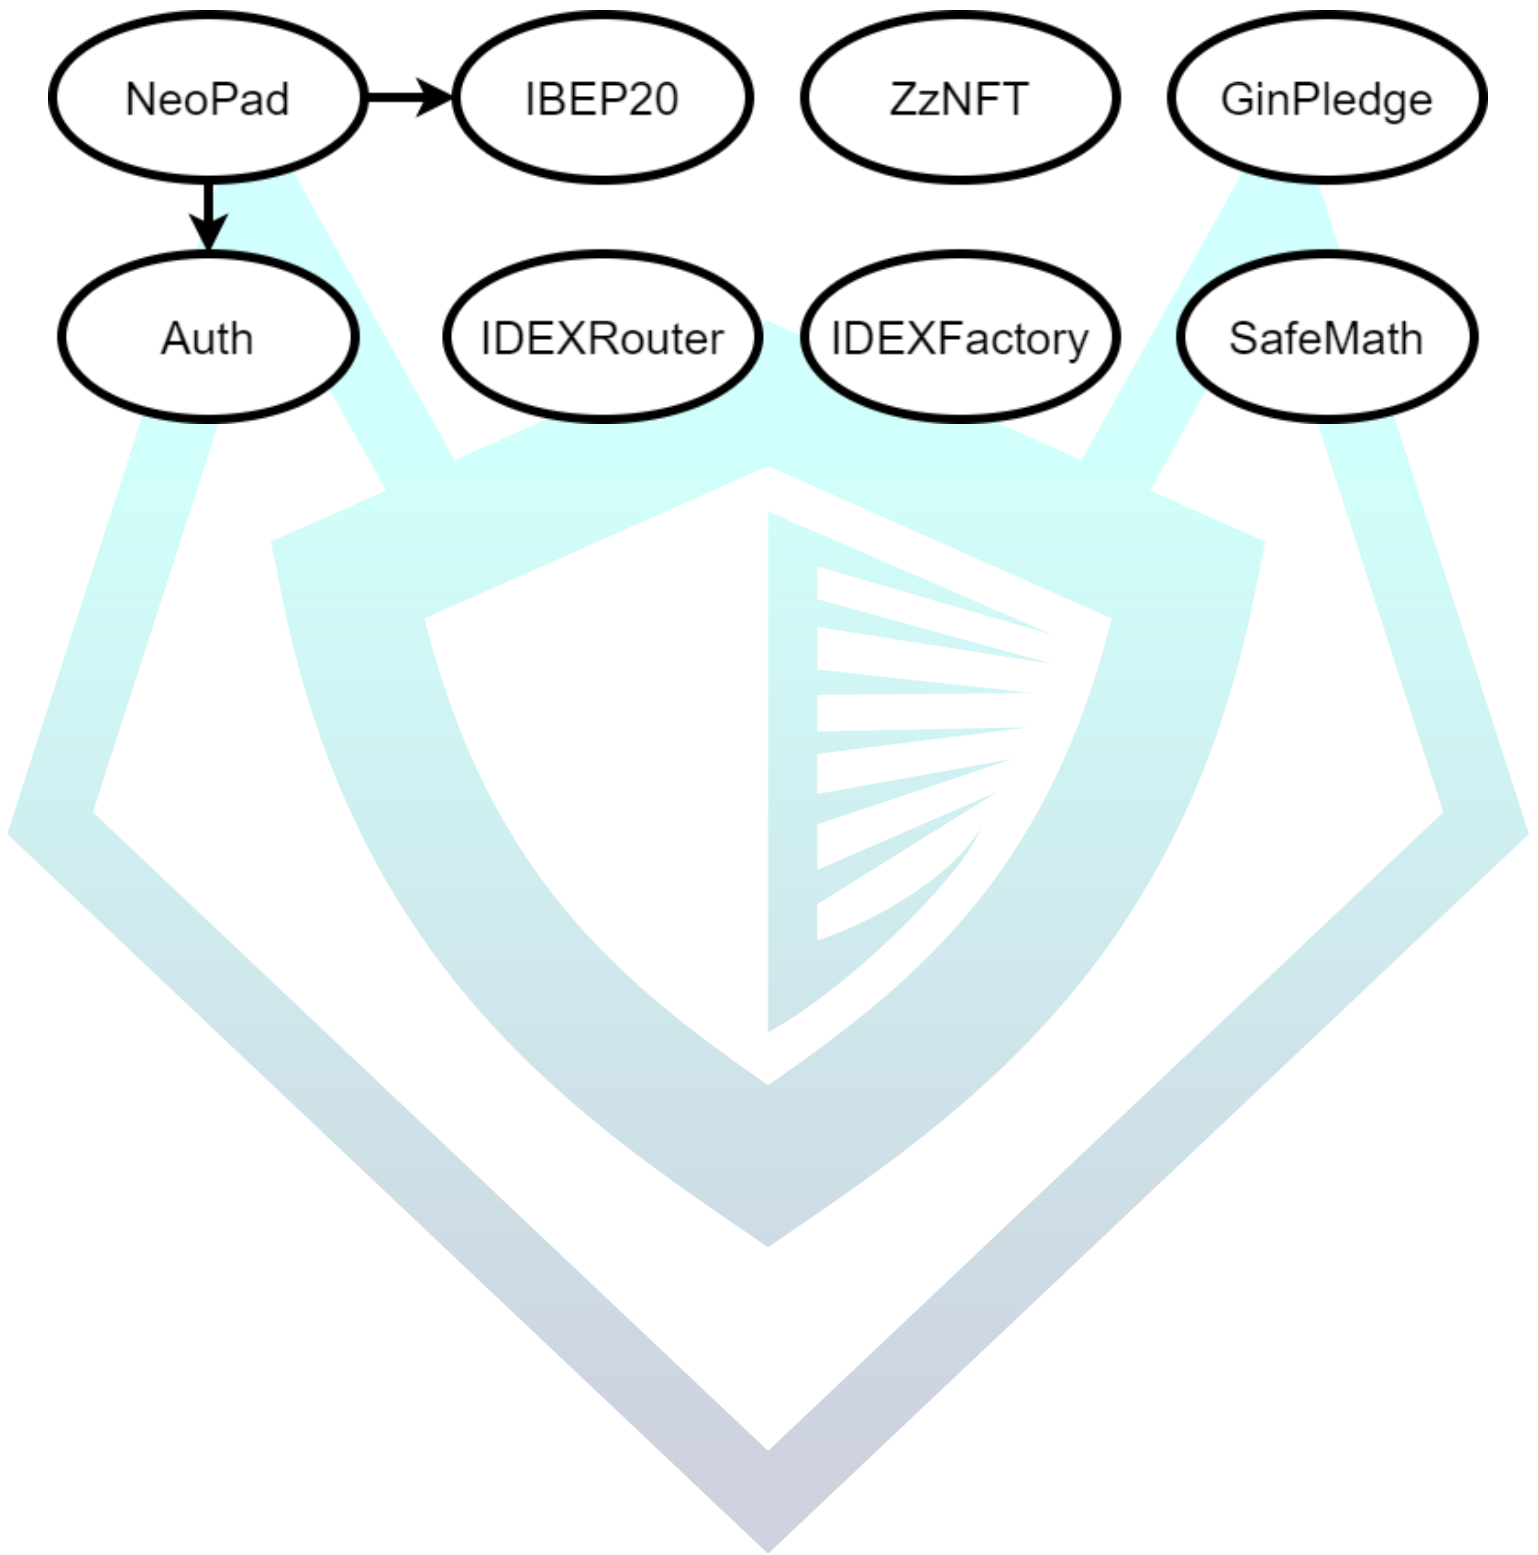 NeoPad
IBEP20
ZzNFT
GinPledge
Auth
IDEXRouter
IDEXFactory
SafeMath